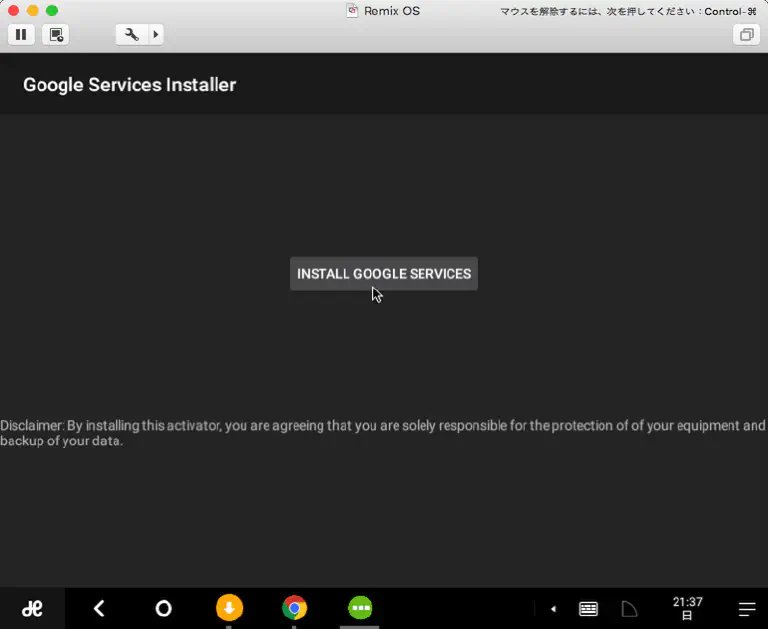 Remix OS
マウスを解除するには、次を押してください：Control-⌘
Google Services Installer
INSTALL GOOGLE SERVICES
Disclaimer: By installing this activator, you are agreeing that you are solely responsible for the protection of of your equipment and
backup of your data.
21:37
日